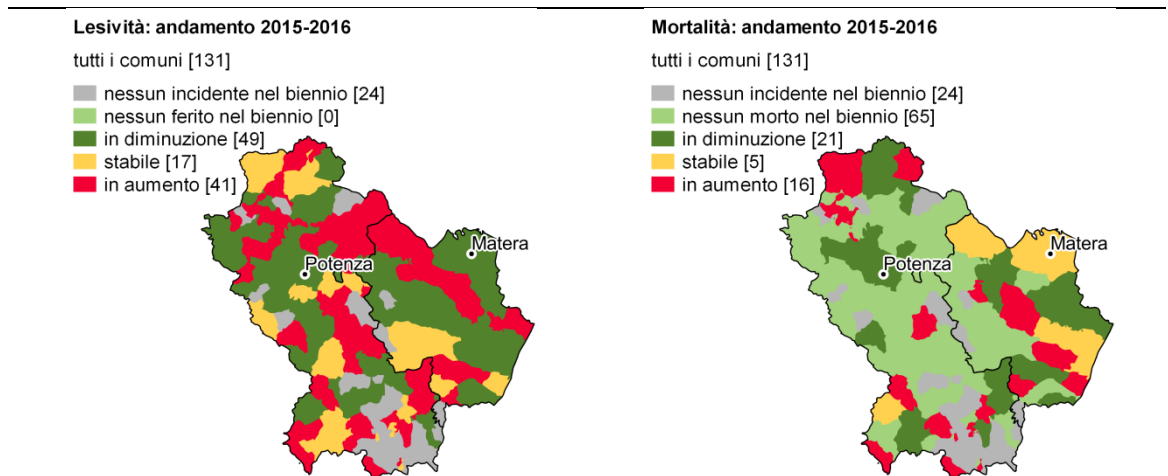 Lesività: andamento 2015-2016
tutti i comuni [131]
nessun incidente nel biennio [24]
nessun ferito nel biennio [0]
in diminuzione [49]
stabile [17]
in aumento [41]
Matera
Potenza
Mortalità: andamento 2015-2016
tutti i comuni [131]
nessun incidente nel biennio [24]
nessun morto nel biennio [65]
in diminuzione [21]
stabile [5]
in aumento [16]
Matera
Potenza